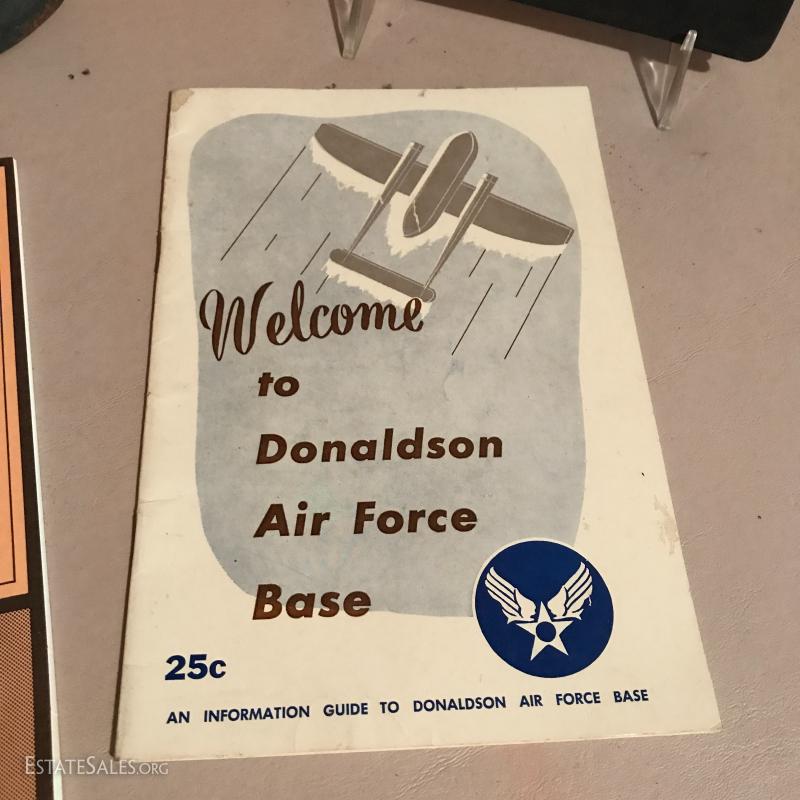 Welcome
to
Donaldson
Air Force
Base
25c
AN INFORMATION GUIDE TO DONALDSON AIR FORCE BASE
ESTATESALES.ORG